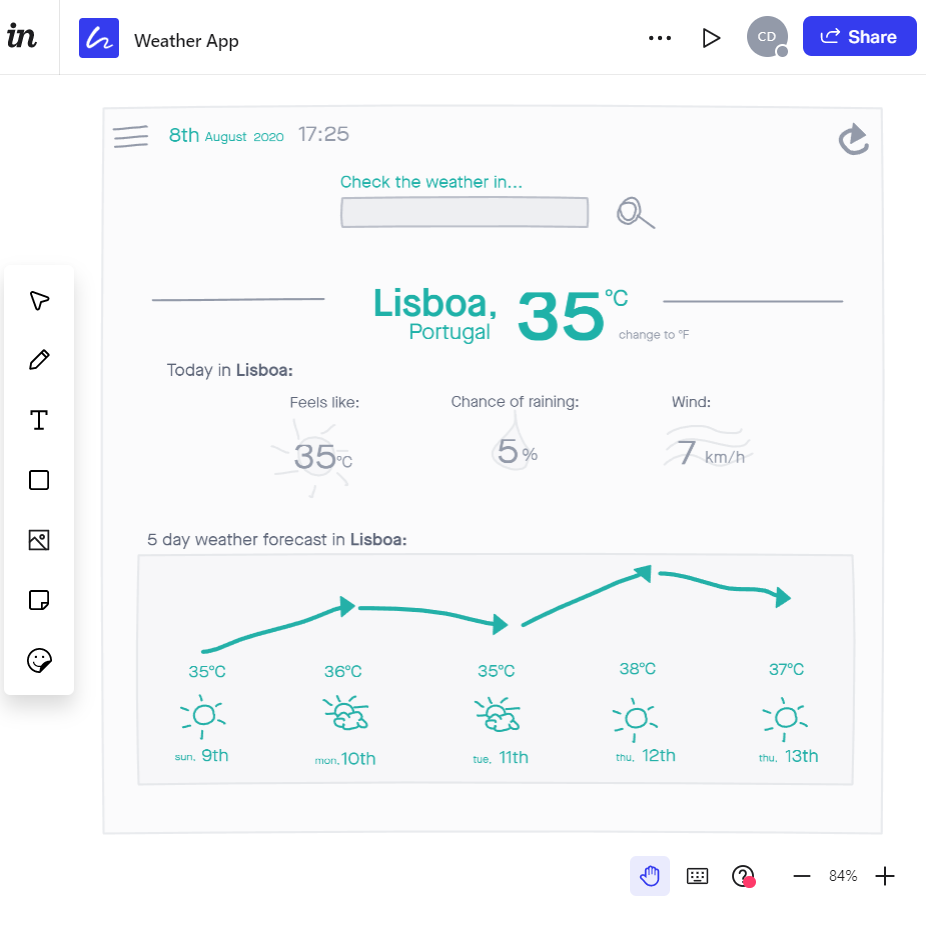 in
Weather App
CD
Share
8th August 2020 17:25
Check the weather in...
Lisboa, 35 °C
Portugal
change to °F
Today in Lisboa:
Feels like: Chance of raining: Wind:
35°C 5% 7 km/h
5 day weather forecast in Lisboa:
35°C 36°C 35°C 38°C 37°C
sun. 9th mon. 10th tue. 11th thu. 12th thu. 13th
84%